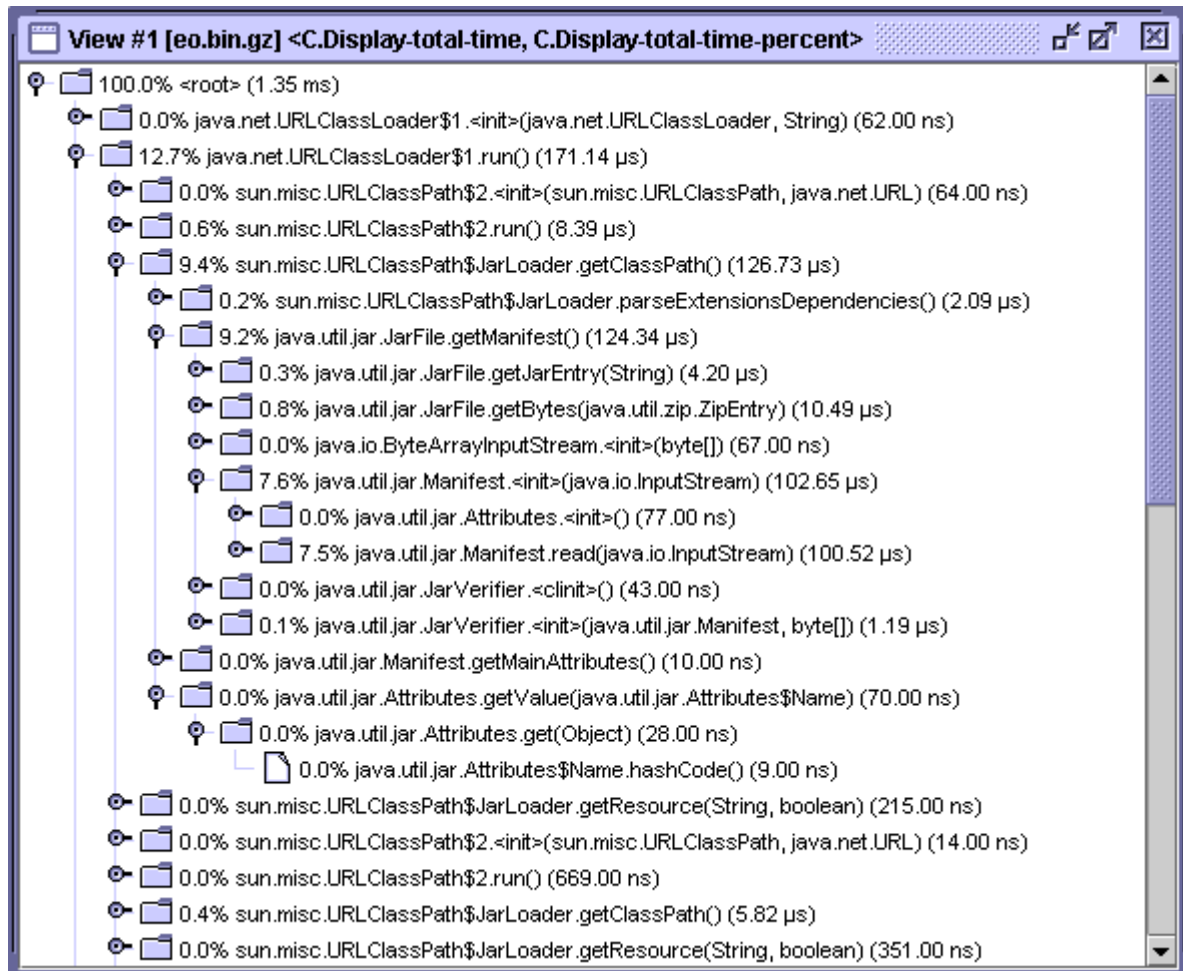 View #1 [eo.bin.gz] <C.Display-total-time, C.Display-total-time-percent>
100.0% <root> (1.35 ms)
0.0% java.net.URLClassLoader$1.<init>(java.net.URLClassLoader, String) (62.00 ns)
12.7% java.net.URLClassLoader$1.run() (171.14 µs)
0.0% sun.misc.URLClassPath$2.<init>(sun.misc.URLClassPath, java.net.URL) (64.00 ns)
0.6% sun.misc.URLClassPath$2.run() (8.39 µs)
9.4% sun.misc.URLClassPath$JarLoader.getClassPath() (126.73 µs)
0.2% sun.misc.URLClassPath$JarLoader.parseExtensionsDependencies() (2.09 µs)
9.2% java.util.jar.JarFile.getManifest() (124.34 µs)
0.3% java.util.jar.JarFile.getJarEntry(String) (4.20 µs)
0.8% java.util.jar.JarFile.getBytes(java.util.zip.ZipEntry) (10.49 µs)
0.0% java.io.ByteArrayInputStream.<init>(byte[]) (67.00 ns)
7.6% java.util.jar.Manifest.<init>(java.io.InputStream) (102.65 µs)
0.0% java.util.jar.Attributes.<init>() (77.00 ns)
7.5% java.util.jar.Manifest.read(java.io.InputStream) (100.52 µs)
0.0% java.util.jar.JarVerifier.<clinit>() (43.00 ns)
0.1% java.util.jar.JarVerifier.<init>(java.util.jar.Manifest, byte[]) (1.19 µs)
0.0% java.util.jar.Manifest.getMainAttributes() (10.00 ns)
0.0% java.util.jar.Attributes.getValue(java.util.jar.Attributes$Name) (70.00 ns)
0.0% java.util.jar.Attributes.get(Object) (28.00 ns)
0.0% java.util.jar.Attributes$Name.hashCode() (9.00 ns)
0.0% sun.misc.URLClassPath$JarLoader.getResource(String, boolean) (215.00 ns)
0.0% sun.misc.URLClassPath$2.<init>(sun.misc.URLClassPath, java.net.URL) (14.00 ns)
0.0% sun.misc.URLClassPath$2.run() (669.00 ns)
0.4% sun.misc.URLClassPath$JarLoader.getClassPath() (5.82 µs)
0.0% sun.misc.URLClassPath$JarLoader.getResource(String, boolean) (351.00 ns)